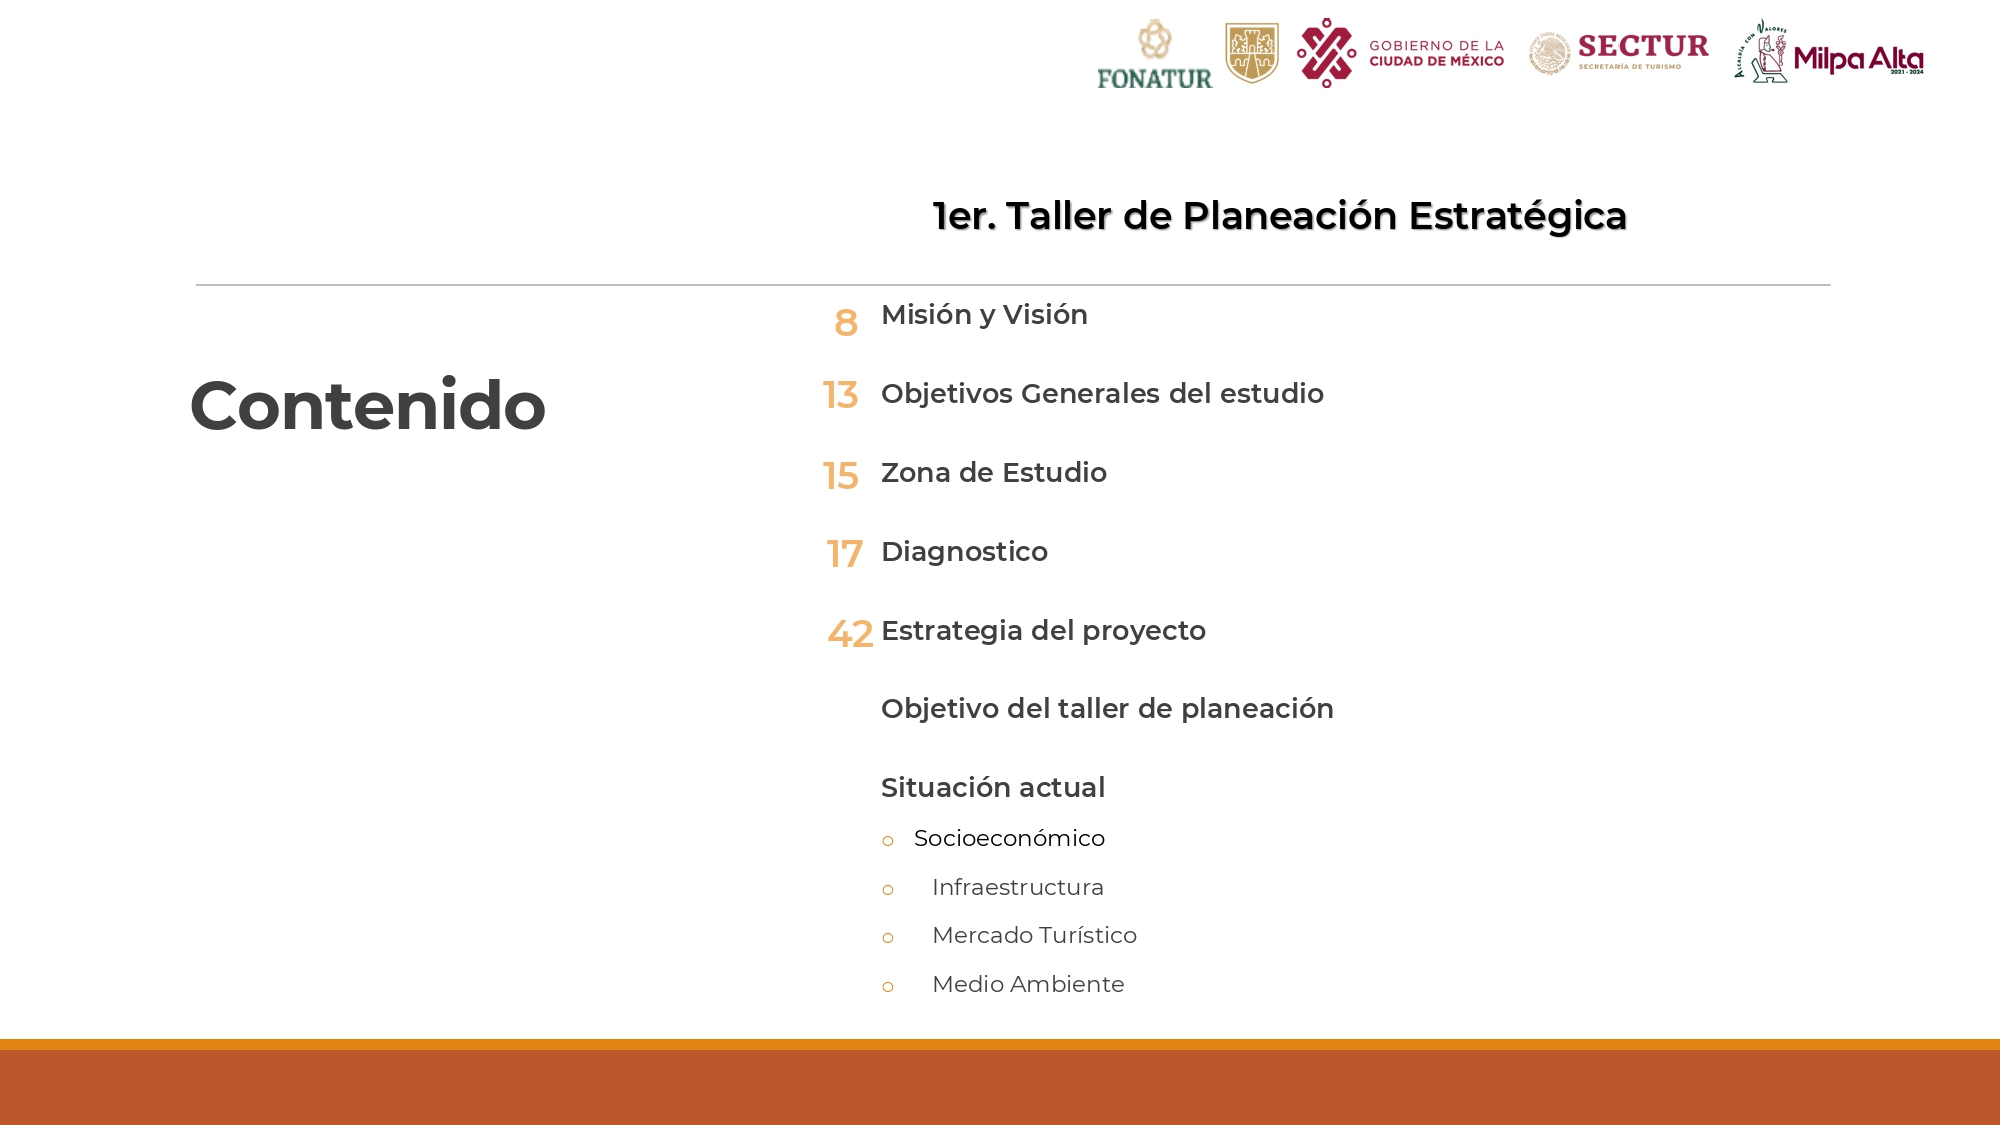 FONATUR
GOBIERNO DE LA
CIUDAD DE MÉXICO
SECTUR
SECRETARÍA DE TURISMO
ALCALDÍA CON VALORES
Milpa Alta
2021 - 2024
1er. Taller de Planeación Estratégica
Contenido
8 Misión y Visión
13 Objetivos Generales del estudio
15 Zona de Estudio
17 Diagnostico
42 Estrategia del proyecto
Objetivo del taller de planeación
Situación actual
o Socioeconómico
o Infraestructura
o Mercado Turístico
o Medio Ambiente